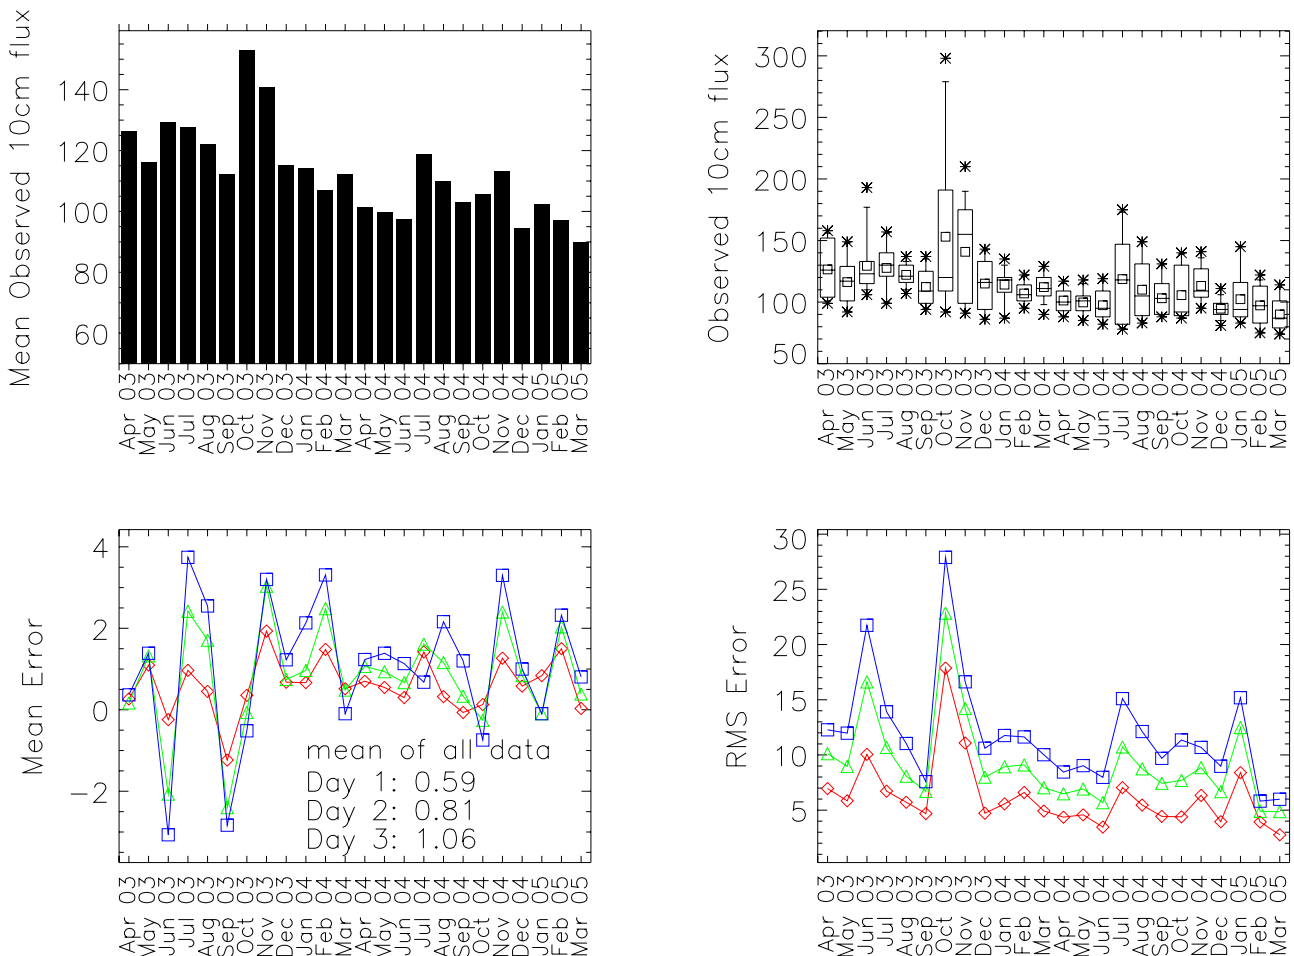 Mean Observed 10cm flux
140
120
100
80
60
Apr 03
May 03
Jun 03
Jul 03
Aug 03
Sep 03
Oct 03
Nov 03
Dec 03
Jan 04
Feb 04
Mar 04
Apr 04
May 04
Jun 04
Jul 04
Aug 04
Sep 04
Oct 04
Nov 04
Dec 04
Jan 05
Feb 05
Mar 05
Observed 10cm flux
300
250
200
150
100
50
Apr 03
May 03
Jun 03
Jul 03
Aug 03
Sep 03
Oct 03
Nov 03
Dec 03
Jan 04
Feb 04
Mar 04
Apr 04
May 04
Jun 04
Jul 04
Aug 04
Sep 04
Oct 04
Nov 04
Dec 04
Jan 05
Feb 05
Mar 05
Mean Error
4
2
0
−2
mean of all data
Day 1: 0.59
Day 2: 0.81
Day 3: 1.06
Apr 03
May 03
Jun 03
Jul 03
Aug 03
Sep 03
Oct 03
Nov 03
Dec 03
Jan 04
Feb 04
Mar 04
Apr 04
May 04
Jun 04
Jul 04
Aug 04
Sep 04
Oct 04
Nov 04
Dec 04
Jan 05
Feb 05
Mar 05
RMS Error
30
25
20
15
10
5
Apr 03
May 03
Jun 03
Jul 03
Aug 03
Sep 03
Oct 03
Nov 03
Dec 03
Jan 04
Feb 04
Mar 04
Apr 04
May 04
Jun 04
Jul 04
Aug 04
Sep 04
Oct 04
Nov 04
Dec 04
Jan 05
Feb 05
Mar 05